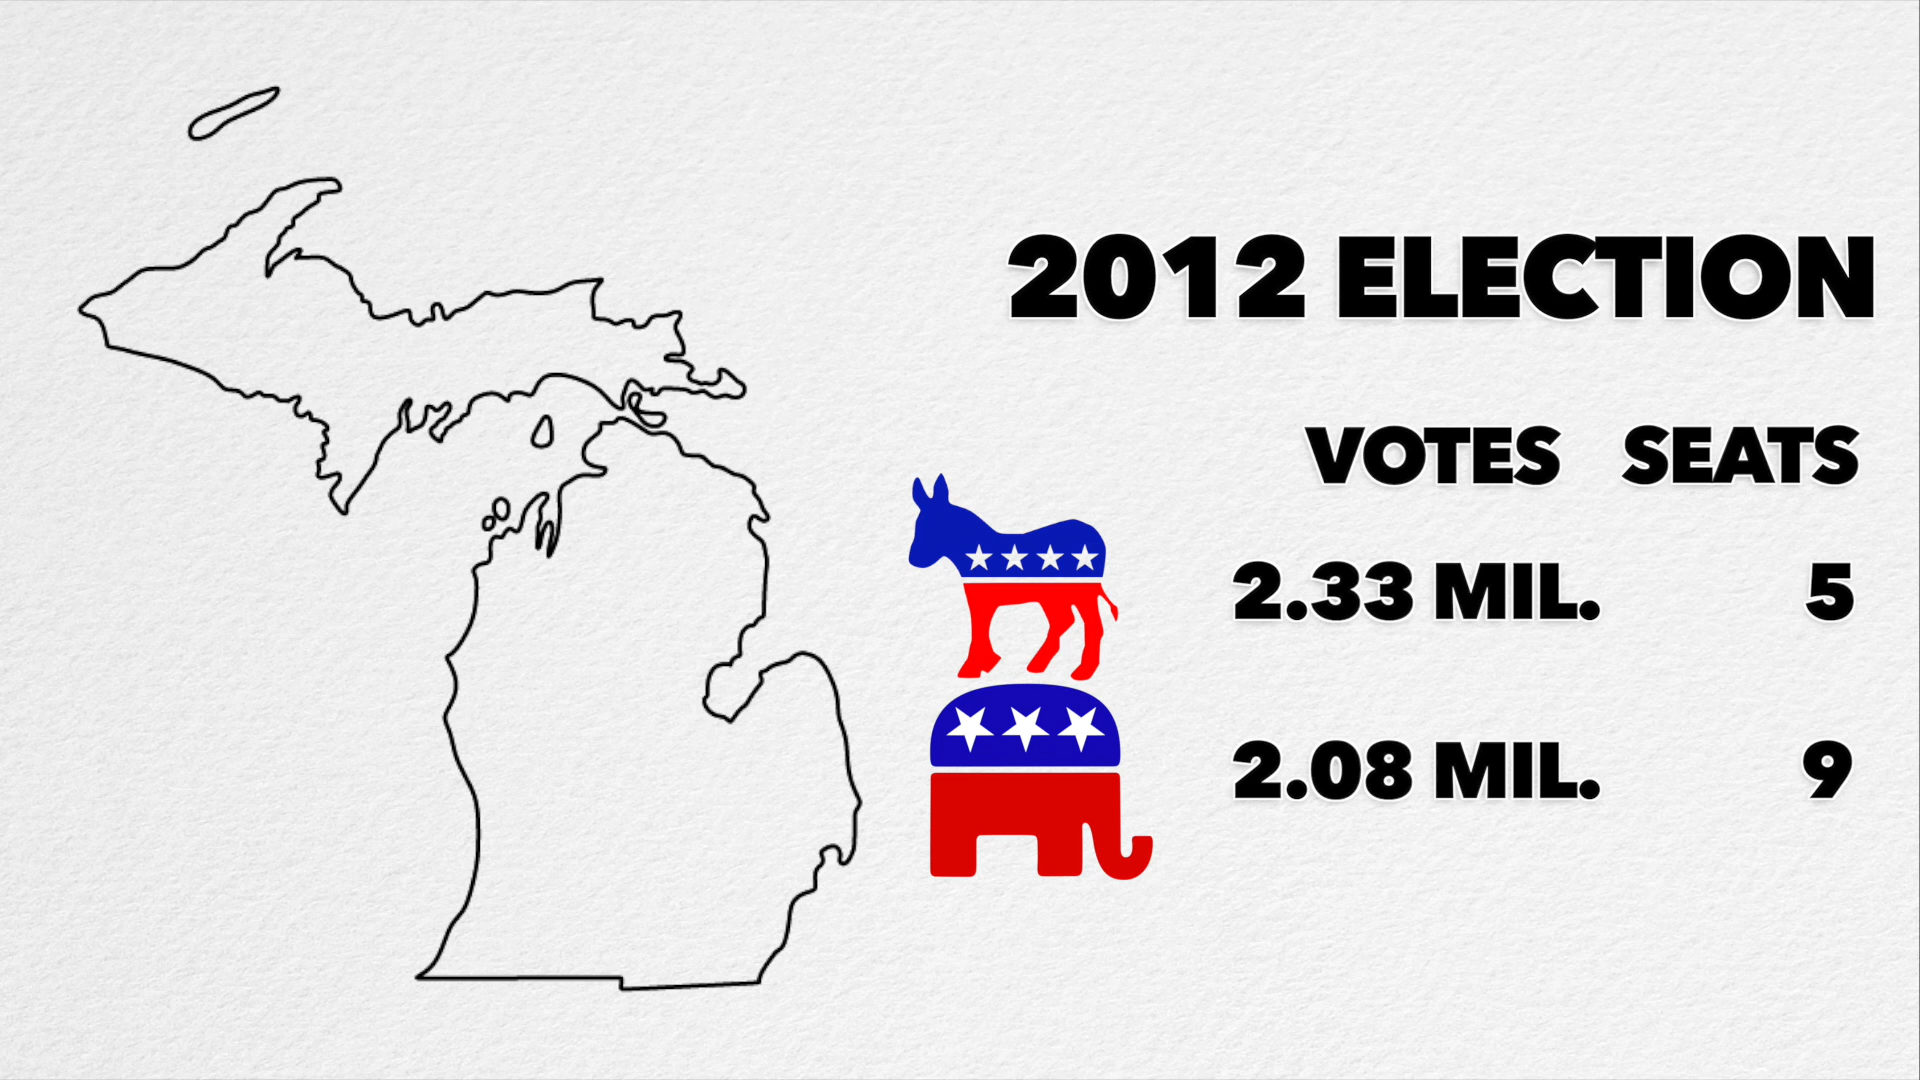 2012 ELECTION
VOTES SEATS
2.33 MIL. 5
2.08 MIL. 9